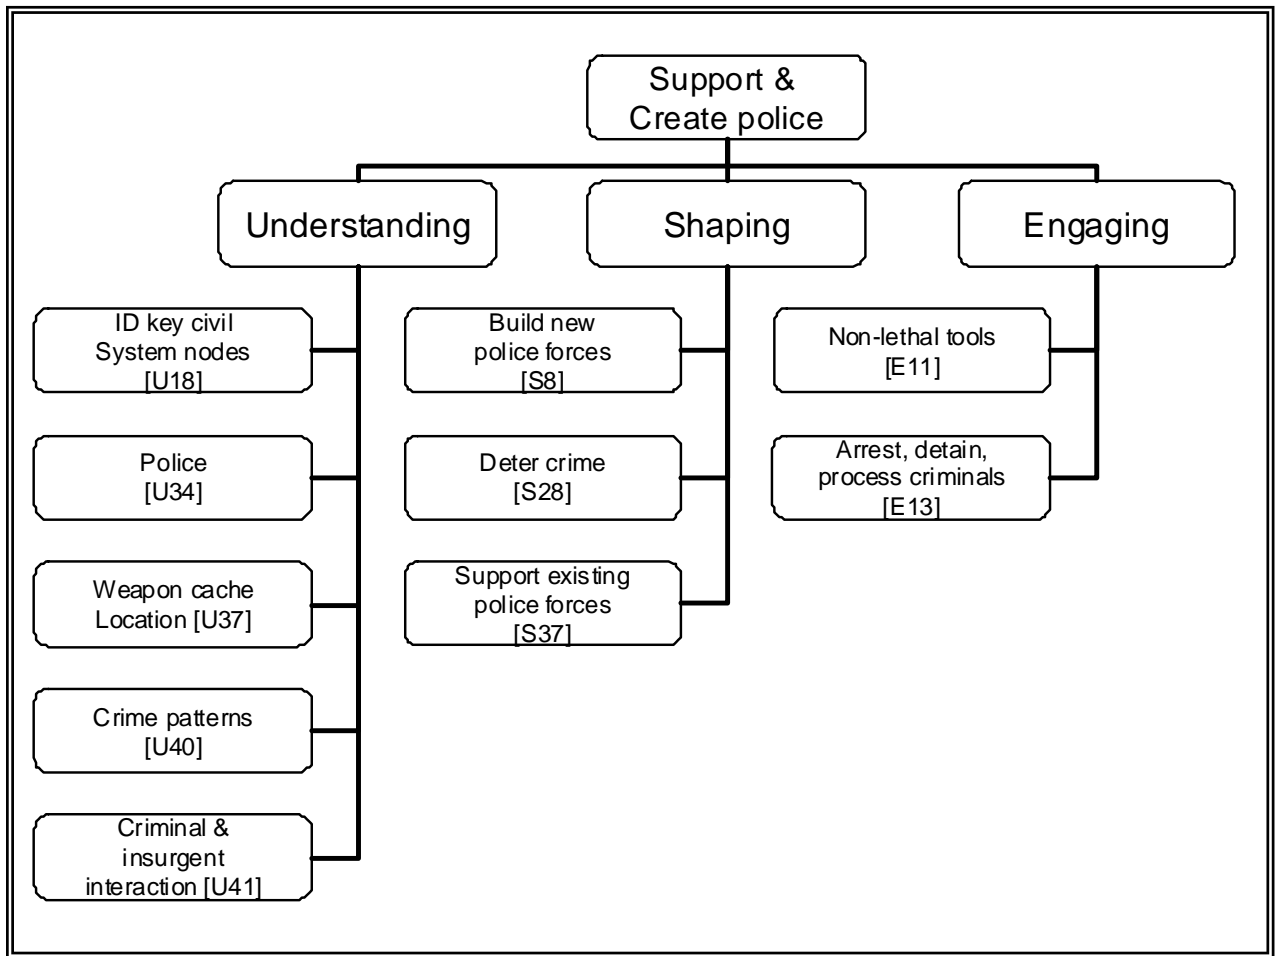 Support &
Create police
Understanding
Shaping
Engaging
ID key civil
System nodes
[U18]
Build new
police forces
[S8]
Non-lethal tools
[E11]
Police
[U34]
Deter crime
[S28]
Arrest, detain,
process criminals
[E13]
Weapon cache
Location [U37]
Support existing
police forces
[S37]
Crime patterns
[U40]
Criminal &
insurgent
interaction [U41]